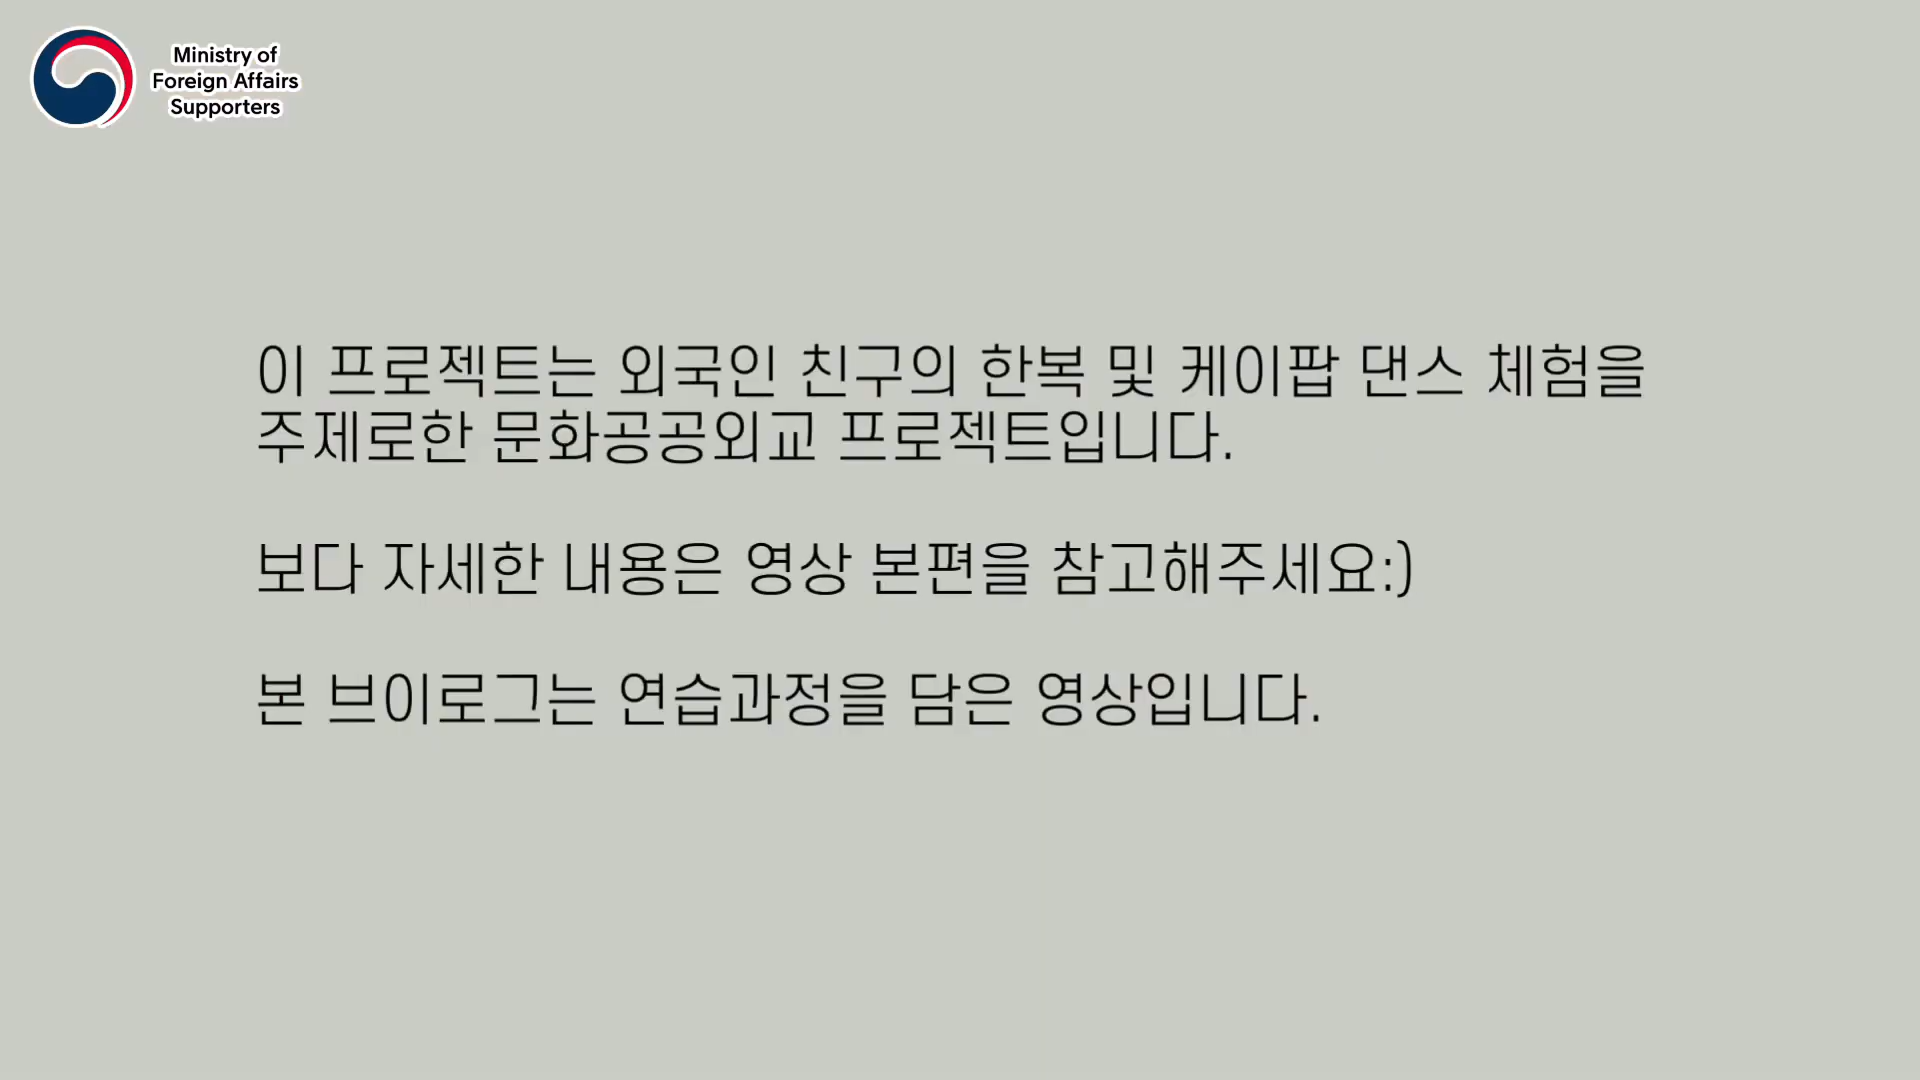 Ministry of
Foreign Affairs
Supporters
이 프로젝트는 외국인 친구의 한복 및 케이팝 댄스 체험을
주제로한 문화공공외교 프로젝트입니다.
보다 자세한 내용은 영상 본편을 참고해주세요:)
본 브이로그는 연습과정을 담은 영상입니다.